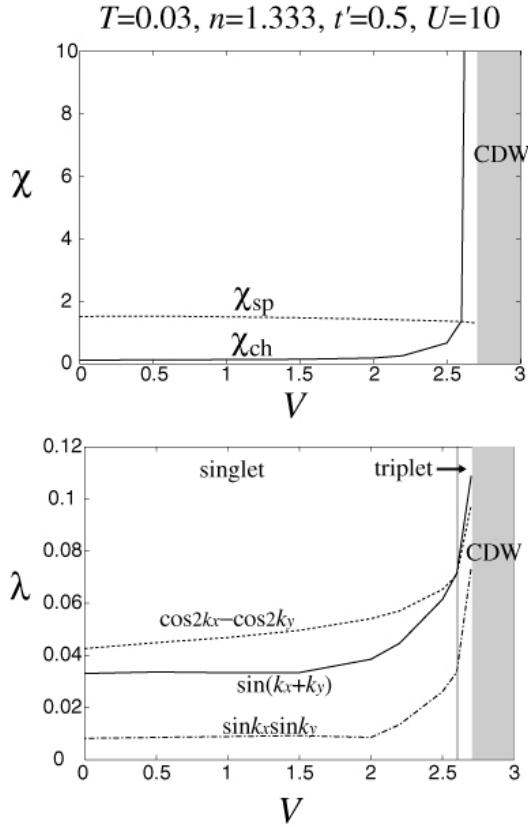 T=0.03, n=1.333, t'=0.5, U=10
10
8
CDW
6
χ
4
2
χsp
χch
0
0 0.5 1 1.5 2 2.5 3
V
0.12
singlet
triplet
0.1
0.08
CDW
λ
0.06
cos2kx−cos2ky
0.04
sin(kx+ky)
0.02
sinkxsinky
0
0 0.5 1 1.5 2 2.5 3
V